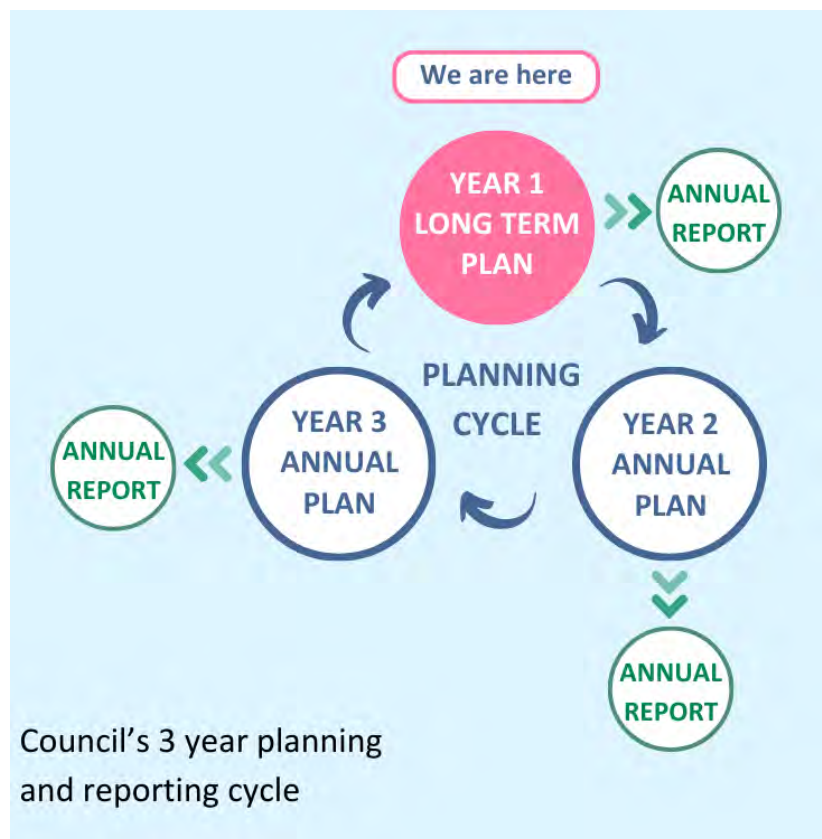 We are here
YEAR 1
LONG TERM
PLAN
ANNUAL
REPORT
PLANNING
CYCLE
YEAR 2
ANNUAL
PLAN
ANNUAL
REPORT
YEAR 3
ANNUAL
PLAN
ANNUAL
REPORT
Council’s 3 year planning
and reporting cycle